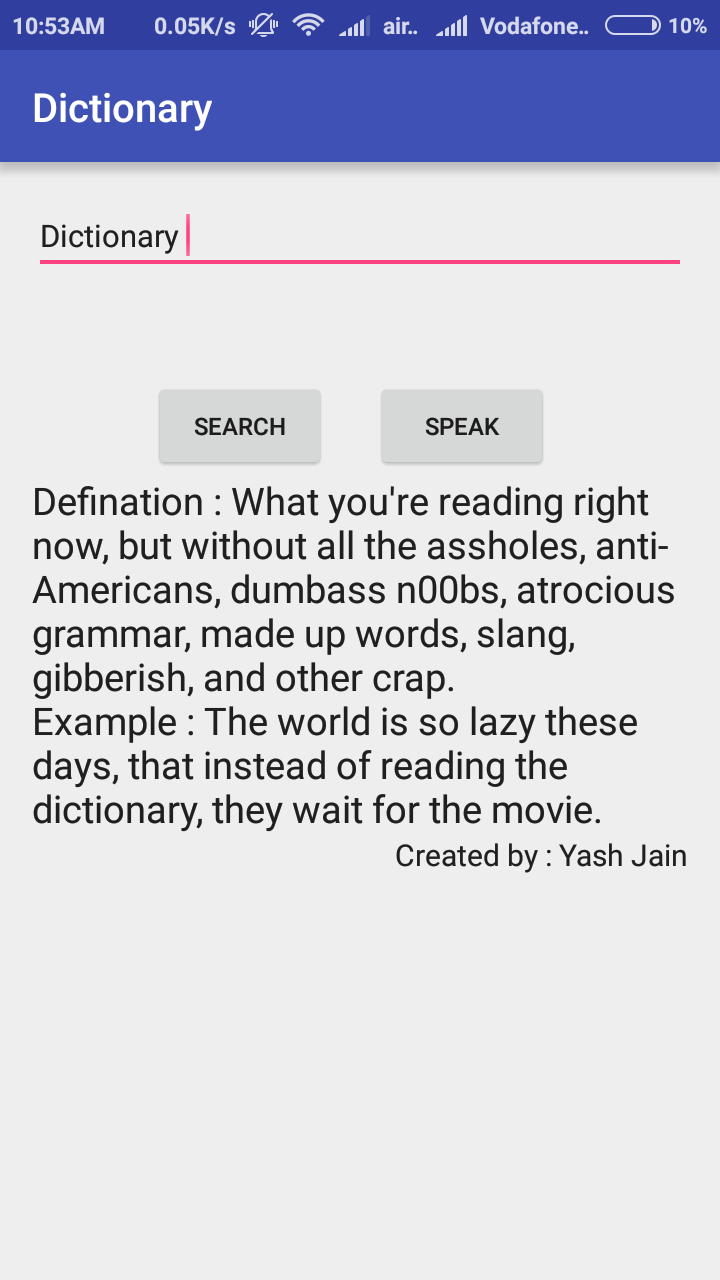 10:53AM 0.05K/s air.. Vodafone.. 10%
Dictionary
Dictionary
SEARCH SPEAK
Defination : What you're reading right
now, but without all the assholes, anti-
Americans, dumbass n00bs, atrocious
grammar, made up words, slang,
gibberish, and other crap.
Example : The world is so lazy these
days, that instead of reading the
dictionary, they wait for the movie.
Created by : Yash Jain